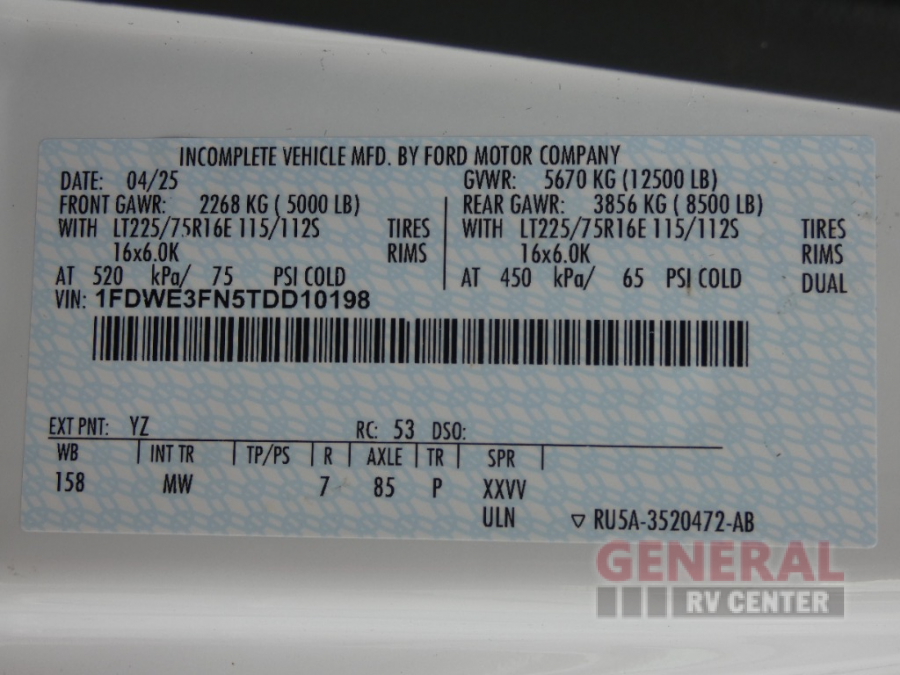 INCOMPLETE VEHICLE MFD. BY FORD MOTOR COMPANY
DATE: 04/25 GVWR: 5670 KG (12500 LB)
FRONT GAWR: 2268 KG ( 5000 LB) REAR GAWR: 3856 KG ( 8500 LB)
WITH LT225/75R16E 115/112S TIRES WITH LT225/75R16E 115/112S TIRES
16x6.0K RIMS 16x6.0K RIMS
AT 520 kPa/ 75 PSI COLD AT 450 kPa/ 65 PSI COLD DUAL
VIN: 1FDWE3FN5TDD10198
EXT PNT: YZ RC: 53 DSO:
WB INT TR TP/PS R AXLE TR SPR
158 MW 7 85 P XXVV
ULN ▽ RU5A-3520472-AB
GENERAL
RV CENTER